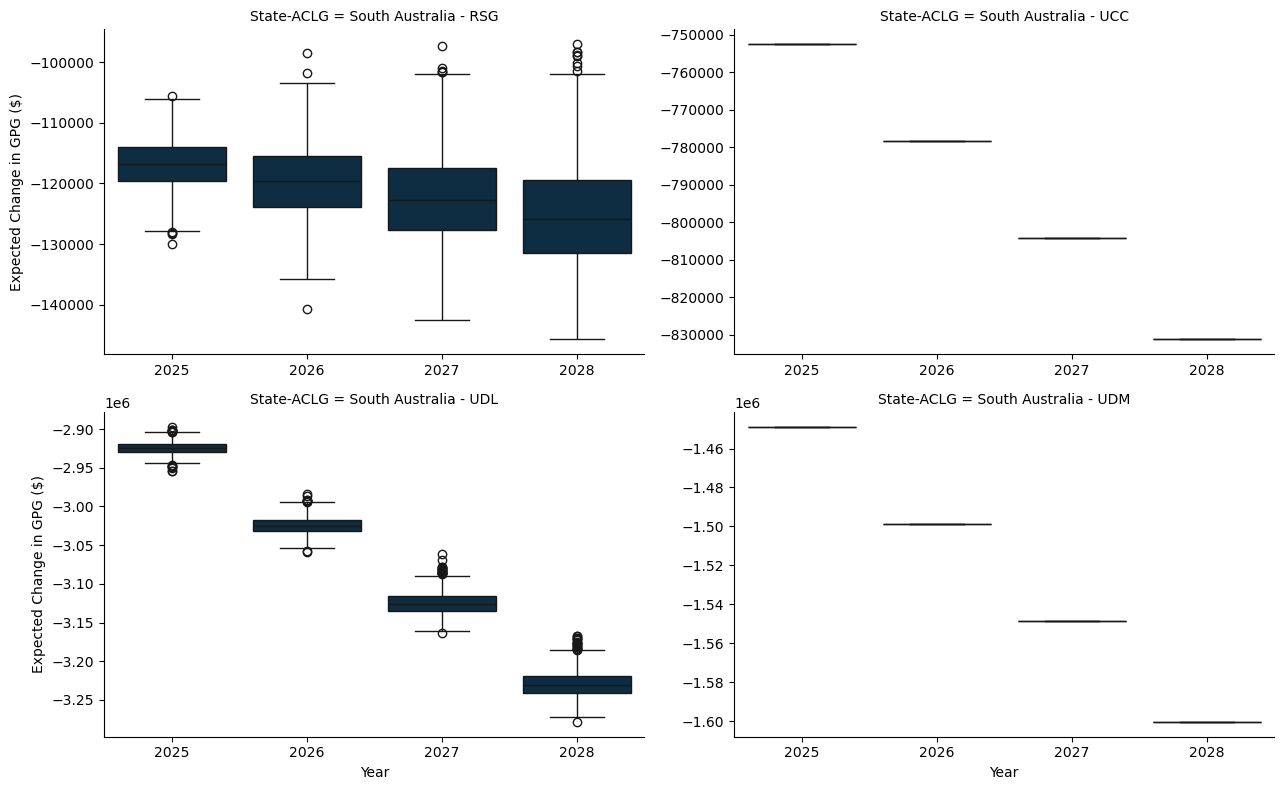 State-ACLG = South Australia - RSG
Expected Change in GPG ($)
−100000
−110000
−120000
−130000
−140000
2025 2026 2027 2028
State-ACLG = South Australia - UCC
−750000
−760000
−770000
−780000
−790000
−800000
−810000
−820000
−830000
2025 2026 2027 2028
State-ACLG = South Australia - UDL
1e6
Expected Change in GPG ($)
−2.90
−2.95
−3.00
−3.05
−3.10
−3.15
−3.20
−3.25
2025 2026 2027 2028
Year
State-ACLG = South Australia - UDM
1e6
−1.46
−1.48
−1.50
−1.52
−1.54
−1.56
−1.58
−1.60
2025 2026 2027 2028
Year